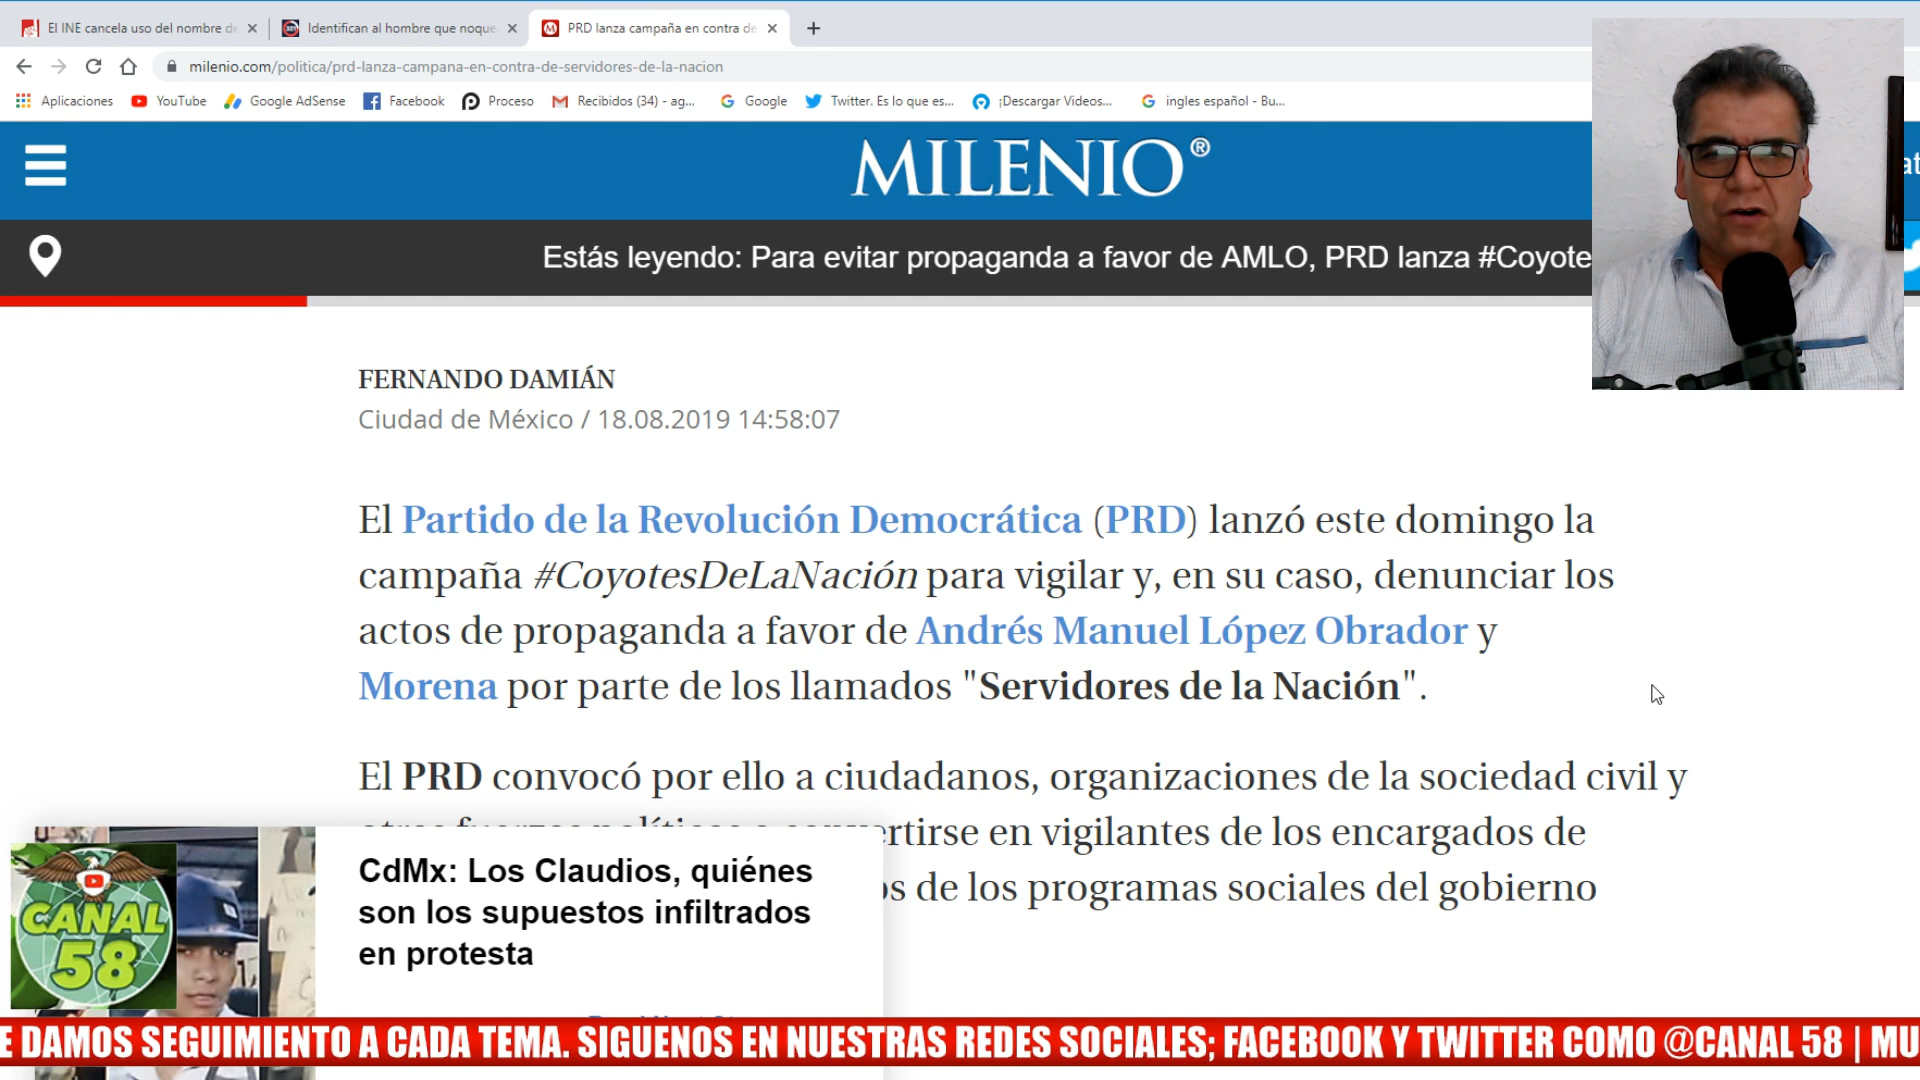 El INE cancela uso del nombre de
Identifican al hombre que noque
PRD lanza campaña en contra de
milenio.com/politica/prd-lanza-campana-en-contra-de-servidores-de-la-nacion
Aplicaciones
YouTube
Google AdSense
Facebook
Proceso
Recibidos (34) - ag...
Google
Twitter. Es lo que es...
¡Descargar Videos...
ingles español - Bu...
MILENIO®
Estás leyendo: Para evitar propaganda a favor de AMLO, PRD lanza #Coyote
FERNANDO DAMIÁN
Ciudad de México / 18.08.2019 14:58:07
El Partido de la Revolución Democrática (PRD) lanzó este domingo la
campaña #CoyotesDeLaNación para vigilar y, en su caso, denunciar los
actos de propaganda a favor de Andrés Manuel López Obrador y
Morena por parte de los llamados "Servidores de la Nación".
El PRD convocó por ello a ciudadanos, organizaciones de la sociedad civil y
en vigilantes de los encargados de
de los programas sociales del gobierno
CANAL
58
CdMx: Los Claudios, quiénes
son los supuestos infiltrados
en protesta
E DAMOS SEGUIMIENTO A CADA TEMA. SIGUENOS EN NUESTRAS REDES SOCIALES; FACEBOOK Y TWITTER COMO @CANAL 58 | MU